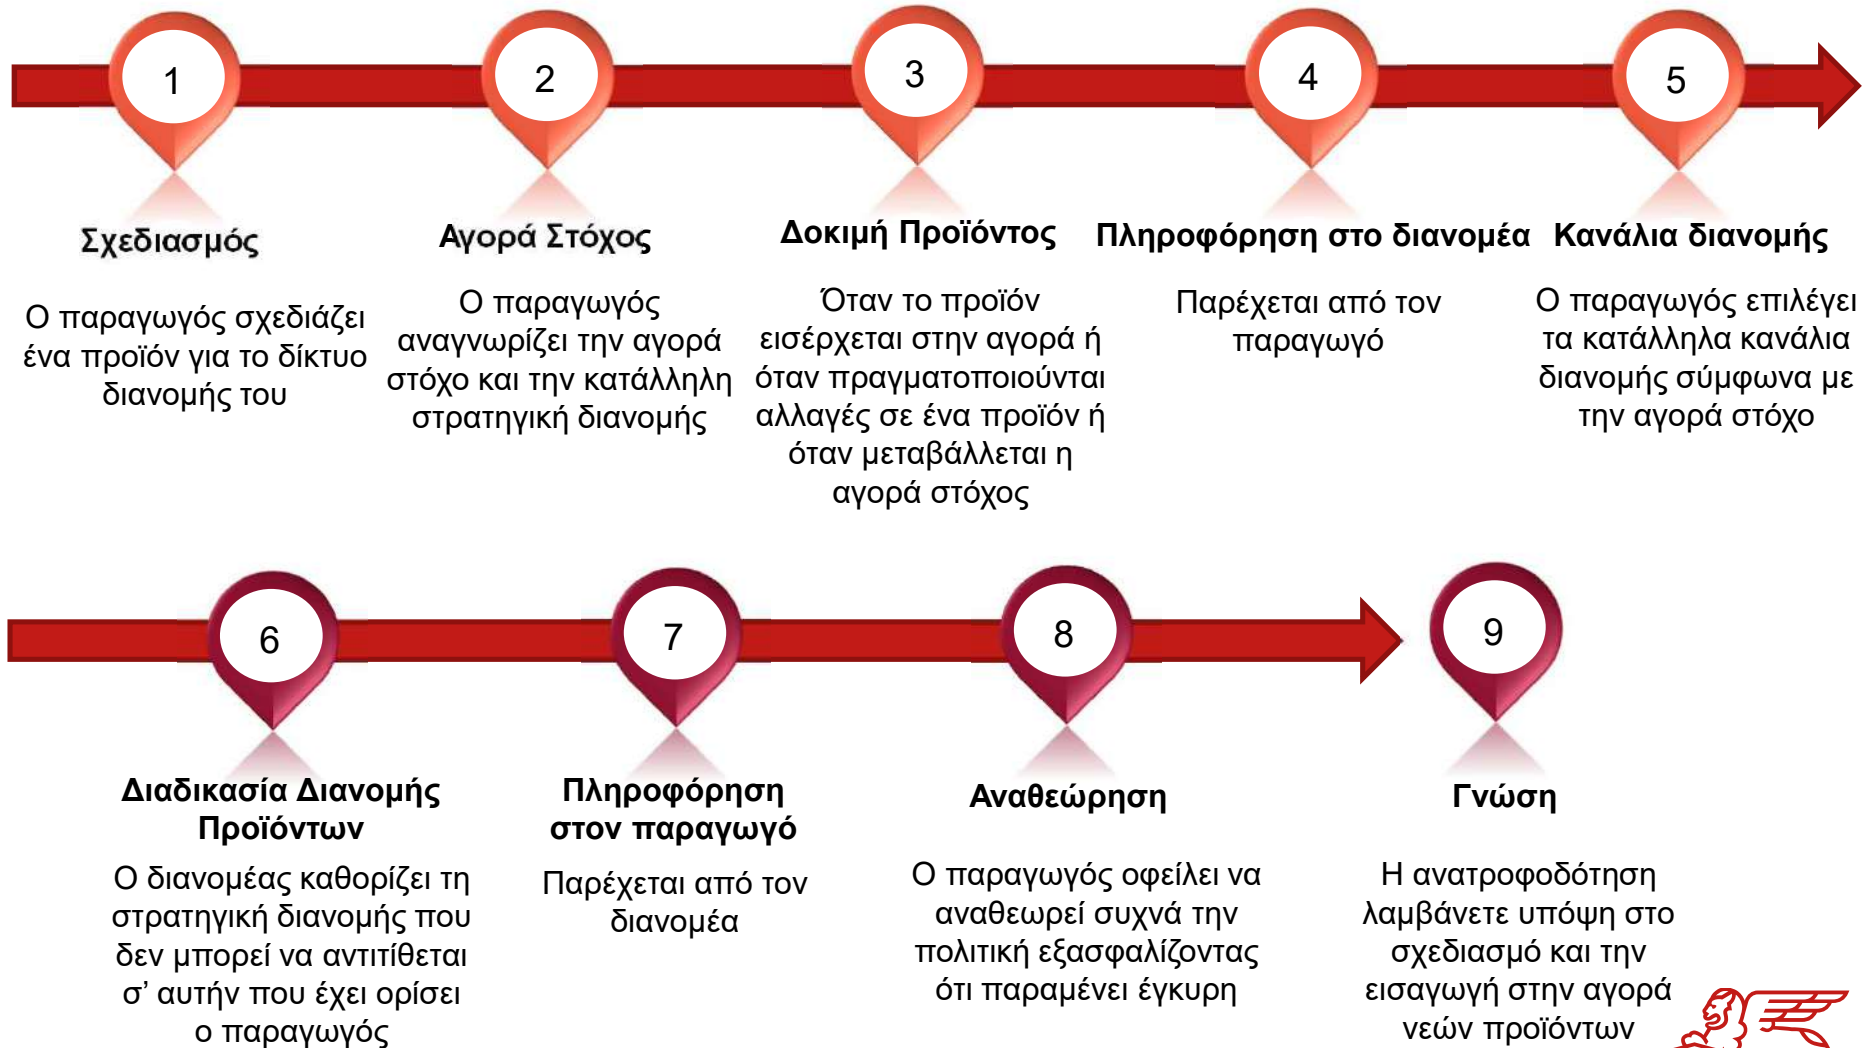 1
2
3
4
5
Σχεδιασμός
Ο παραγωγός σχεδιάζει
ένα προϊόν για το δίκτυο
διανομής του
Αγορά Στόχος
Ο παραγωγός
αναγνωρίζει την αγορά
στόχο και την κατάλληλη
στρατηγική διανομής
Δοκιμή Προϊόντος
Όταν το προϊόν
εισέρχεται στην αγορά ή
όταν πραγματοποιούνται
αλλαγές σε ένα προϊόν ή
όταν μεταβάλλεται η
αγορά στόχος
Πληροφόρηση στο διανομέα
Παρέχεται από τον
παραγωγό
Κανάλια διανομής
Ο παραγωγός επιλέγει
τα κατάλληλα κανάλια
διανομής σύμφωνα με
την αγορά στόχο
6
7
8
9
Διαδικασία Διανομής
Προϊόντων
Ο διανομέας καθορίζει τη
στρατηγική διανομής που
δεν μπορεί να αντιτίθεται
σ’ αυτήν που έχει ορίσει
ο παραγωγός
Πληροφόρηση
στον παραγωγό
Παρέχεται από τον
διανομέα
Αναθεώρηση
Ο παραγωγός οφείλει να
αναθεωρεί συχνά την
πολιτική εξασφαλίζοντας
ότι παραμένει έγκυρη
Γνώση
Η ανατροφοδότηση
λαμβάνετε υπόψη στο
σχεδιασμό και την
εισαγωγή στην αγορά
νεών προϊόντων